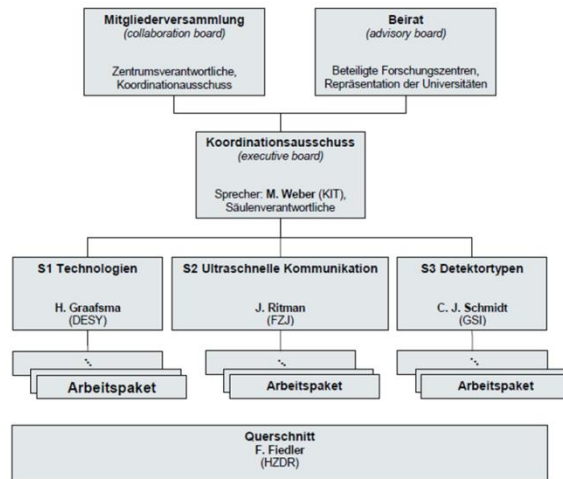 Mitgliederversammlung
(collaboration board)
Zentrumsverantwortliche,
Koordinationausschuss
Beirat
(advisory board)
Beteiligte Forschungszentren,
Repräsentation der Universitäten
Koordinationsausschuss
(executive board)
Sprecher: M. Weber (KIT),
Säulenverantwortliche
S1 Technologien
H. Graafsma
(DESY)
S2 Ultraschnelle Kommunikation
J. Ritman
(FZJ)
S3 Detektortypen
C. J. Schmidt
(GSI)
Arbeitspaket
Arbeitspaket
Arbeitspaket
Querschnitt
F. Fiedler
(HZDR)